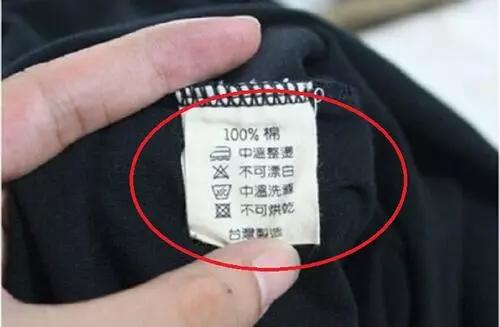 100% 棉
中溫整燙
不可漂白
中溫洗滌
不可烘乾
台灣製造